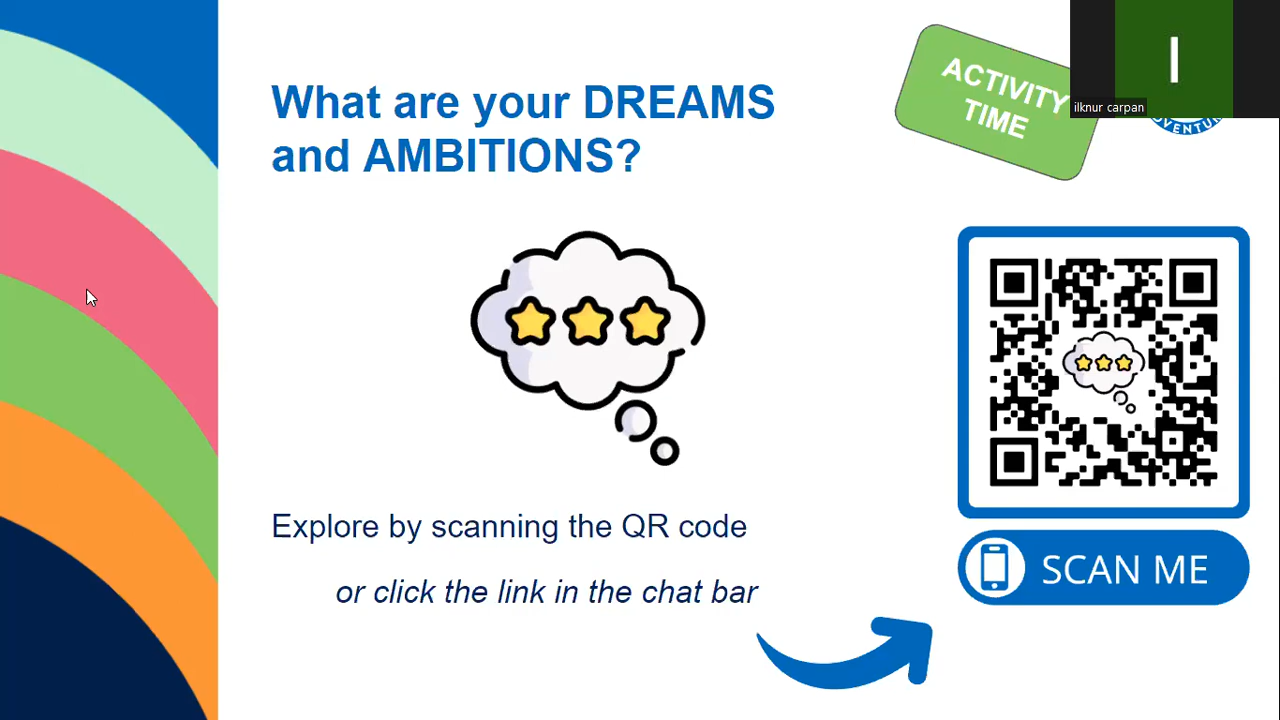 What are your DREAMS
and AMBITIONS?
ACTIVITY
TIME
I
ilknur carpan
Explore by scanning the QR code
or click the link in the chat bar
SCAN ME